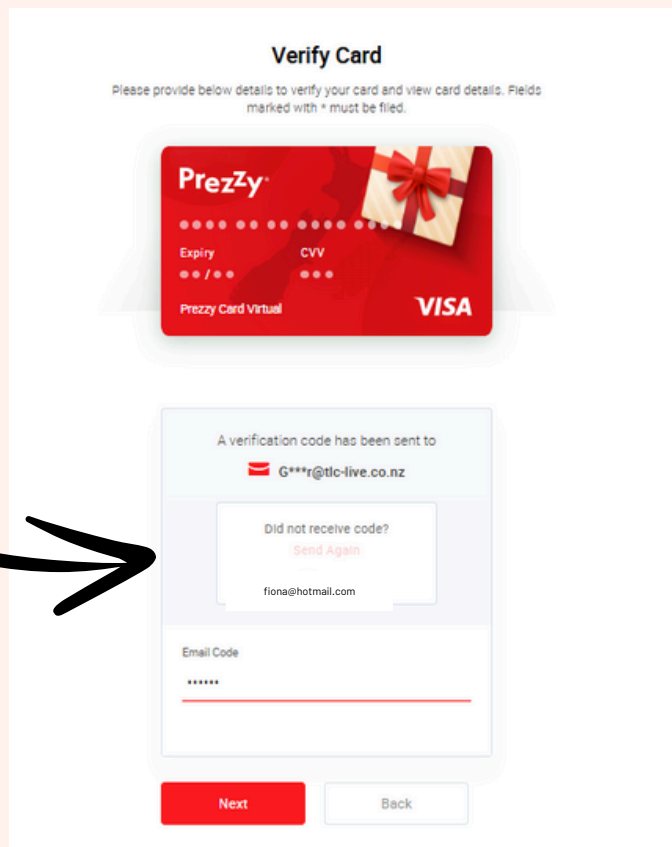 Verify Card
Please provide below details to verify your card and view card details. Fields
marked with * must be filed.
Prezzy
Expiry
CVV
Prezzy Card Virtual
VISA
A verification code has been sent to
G***r@tlc-live.co.nz
Did not receive code?
Send Again
fiona@hotmail.com
Email Code
******
Next
Back